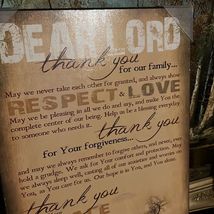 DEAR LORD
thank you
for our family...
May we never take each other for granted, and always show
RESPECT & LOVE
May we be pleasing in all we do and say, and make You the
complete center of our being. Help us be a blessing everyday
to someone who needs it.
thank you
for Your forgiveness...
and may we always remember to forgive others, and never, ever
hold a grudge. We ask for Your comfort and wisdom
we always sleep well, casting all of our worries
You, as You care for us. Our hope is in You, and You alone.
thank you